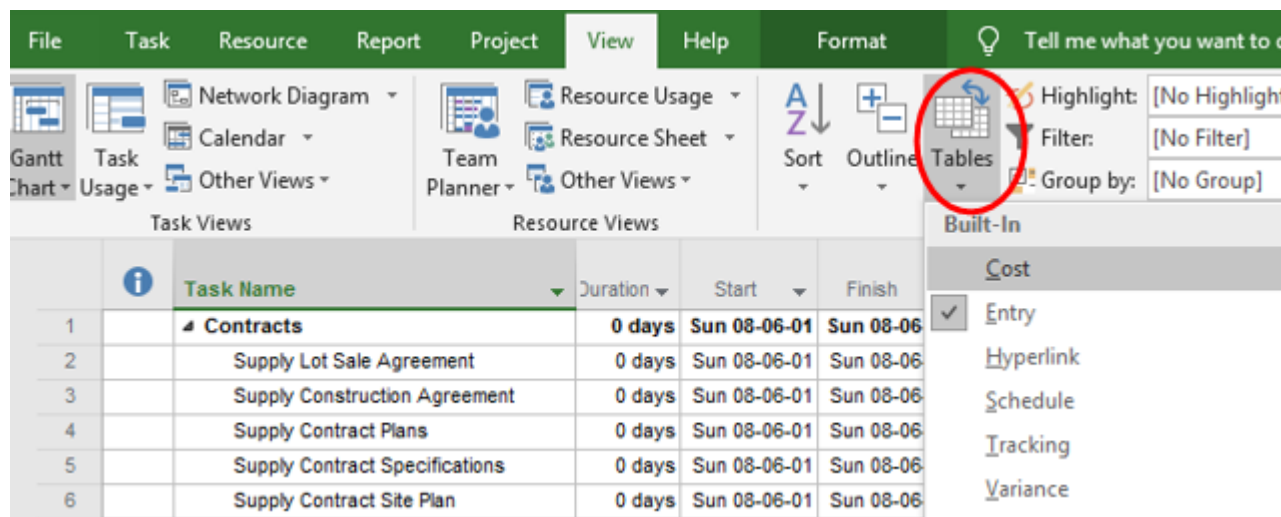 File Task Resource Report Project View Help Format Tell me what you want to
Network Diagram Resource Usage Highlight: [No Highlight
Calendar Resource Sheet Filter: [No Filter]
Gantt Task Team Sort Outline Tables
Chart Usage Other Views Planner Other Views Group by: [No Group]
Task Views Resource Views
Built-In
Cost
Task Name Duration Start Finish
Entry
1 Contracts 0 days Sun 08-06-01 Sun 08-06
2 Supply Lot Sale Agreement 0 days Sun 08-06-01 Sun 08-06
Hyperlink
3 Supply Construction Agreement 0 days Sun 08-06-01 Sun 08-06
Schedule
4 Supply Contract Plans 0 days Sun 08-06-01 Sun 08-06
Tracking
5 Supply Contract Specifications 0 days Sun 08-06-01 Sun 08-06
Variance
6 Supply Contract Site Plan 0 days Sun 08-06-01 Sun 08-06